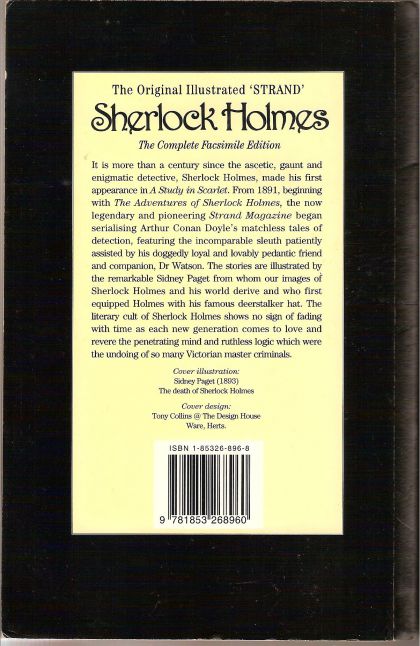 The Original Illustrated ‘STRAND’
Sherlock Holmes
The Complete Facsimile Edition
It is more than a century since the ascetic, gaunt and
enigmatic detective, Sherlock Holmes, made his first
appearance in A Study in Scarlet. From 1891, beginning
with The Adventures of Sherlock Holmes, the now
legendary and pioneering Strand Magazine began
serialising Arthur Conan Doyle's matchless tales of
detection, featuring the incomparable sleuth patiently
assisted by his doggedly loyal and lovably pedantic friend
and companion, Dr Watson. The stories are illustrated by
the remarkable Sidney Paget from whom our images of
Sherlock Holmes and his world derive and who first
equipped Holmes with his famous deerstalker hat. The
literary cult of Sherlock Holmes shows no sign of fading
with time as each new generation comes to love and
revere the penetrating mind and ruthless logic which were
the undoing of so many Victorian master criminals.
Cover illustration:
Sidney Paget (1893)
The death of Sherlock Holmes
Cover design:
Tony Collins @ The Design House
Ware, Herts.
ISBN 1-85326-896-8
9 781853 268960